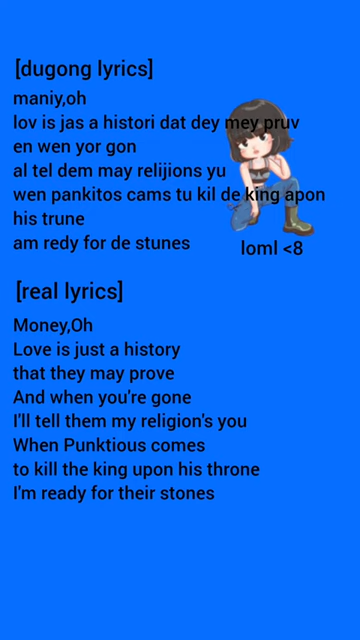 [dugong lyrics]
maniy,oh
lov is jas a histori dat dey mey pruv
en wen yor gon
al tel dem may relijions yu
wen pankitos cams tu kil de king apon
his trune
am redy for de stunes
loml <8
[real lyrics]
Money,Oh
Love is just a history
that they may prove
And when you're gone
I'll tell them my religion's you
When Punktious comes
to kill the king upon his throne
I'm ready for their stones